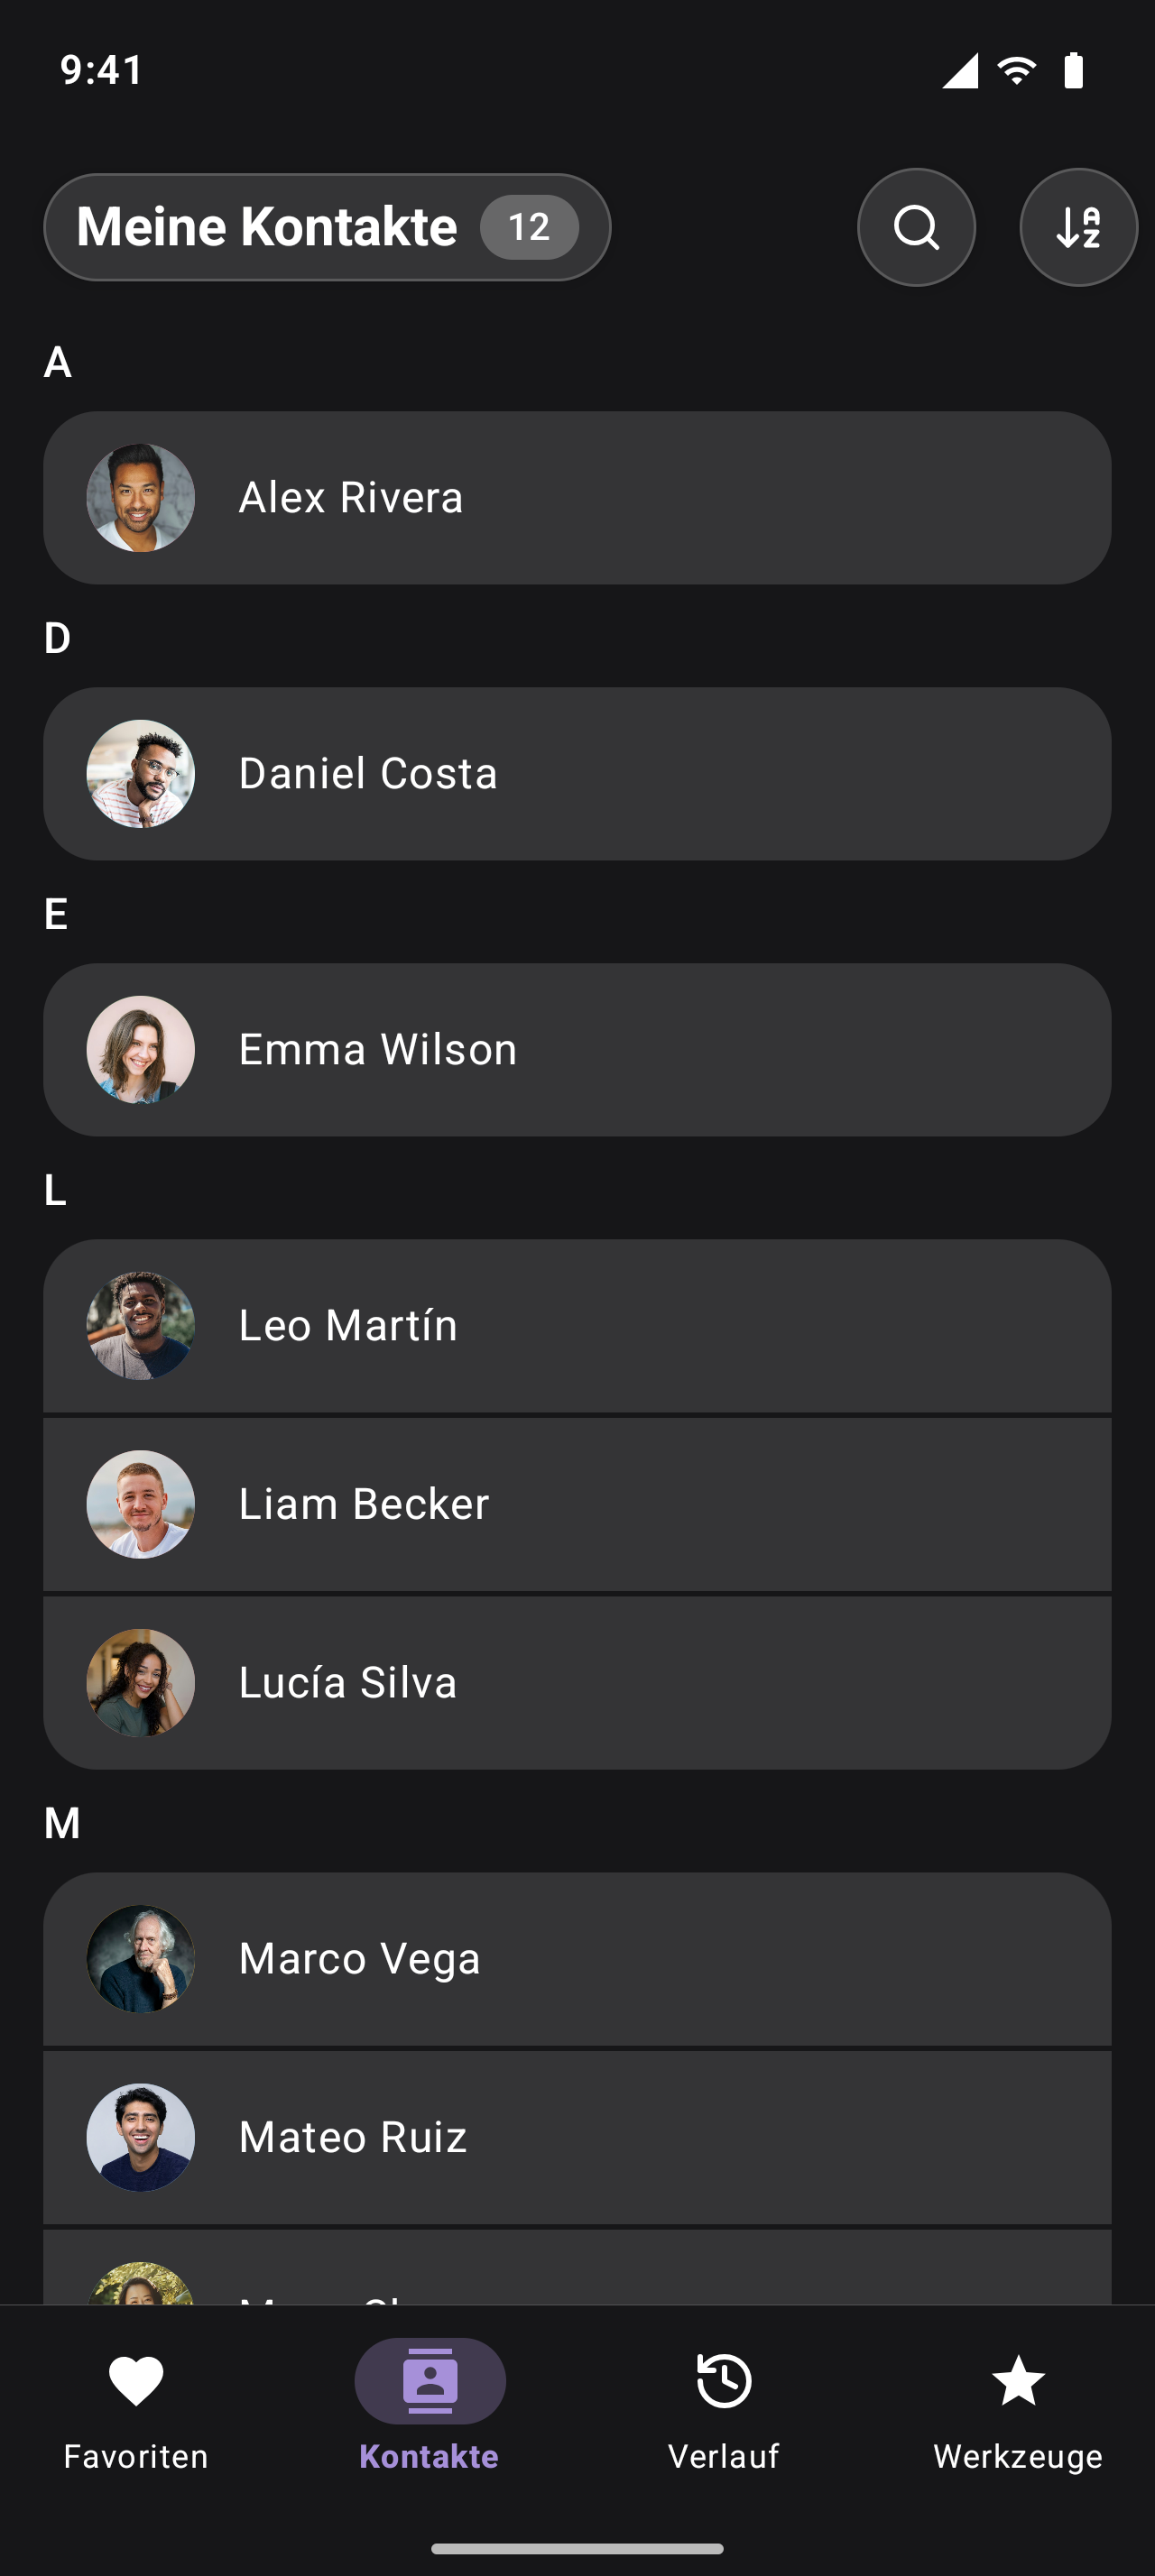 9:41
Meine Kontakte 12
A
Alex Rivera
D
Daniel Costa
E
Emma Wilson
L
Leo Martín
Liam Becker
Lucía Silva
M
Marco Vega
Mateo Ruiz
Favoriten
Kontakte
Verlauf
Werkzeuge